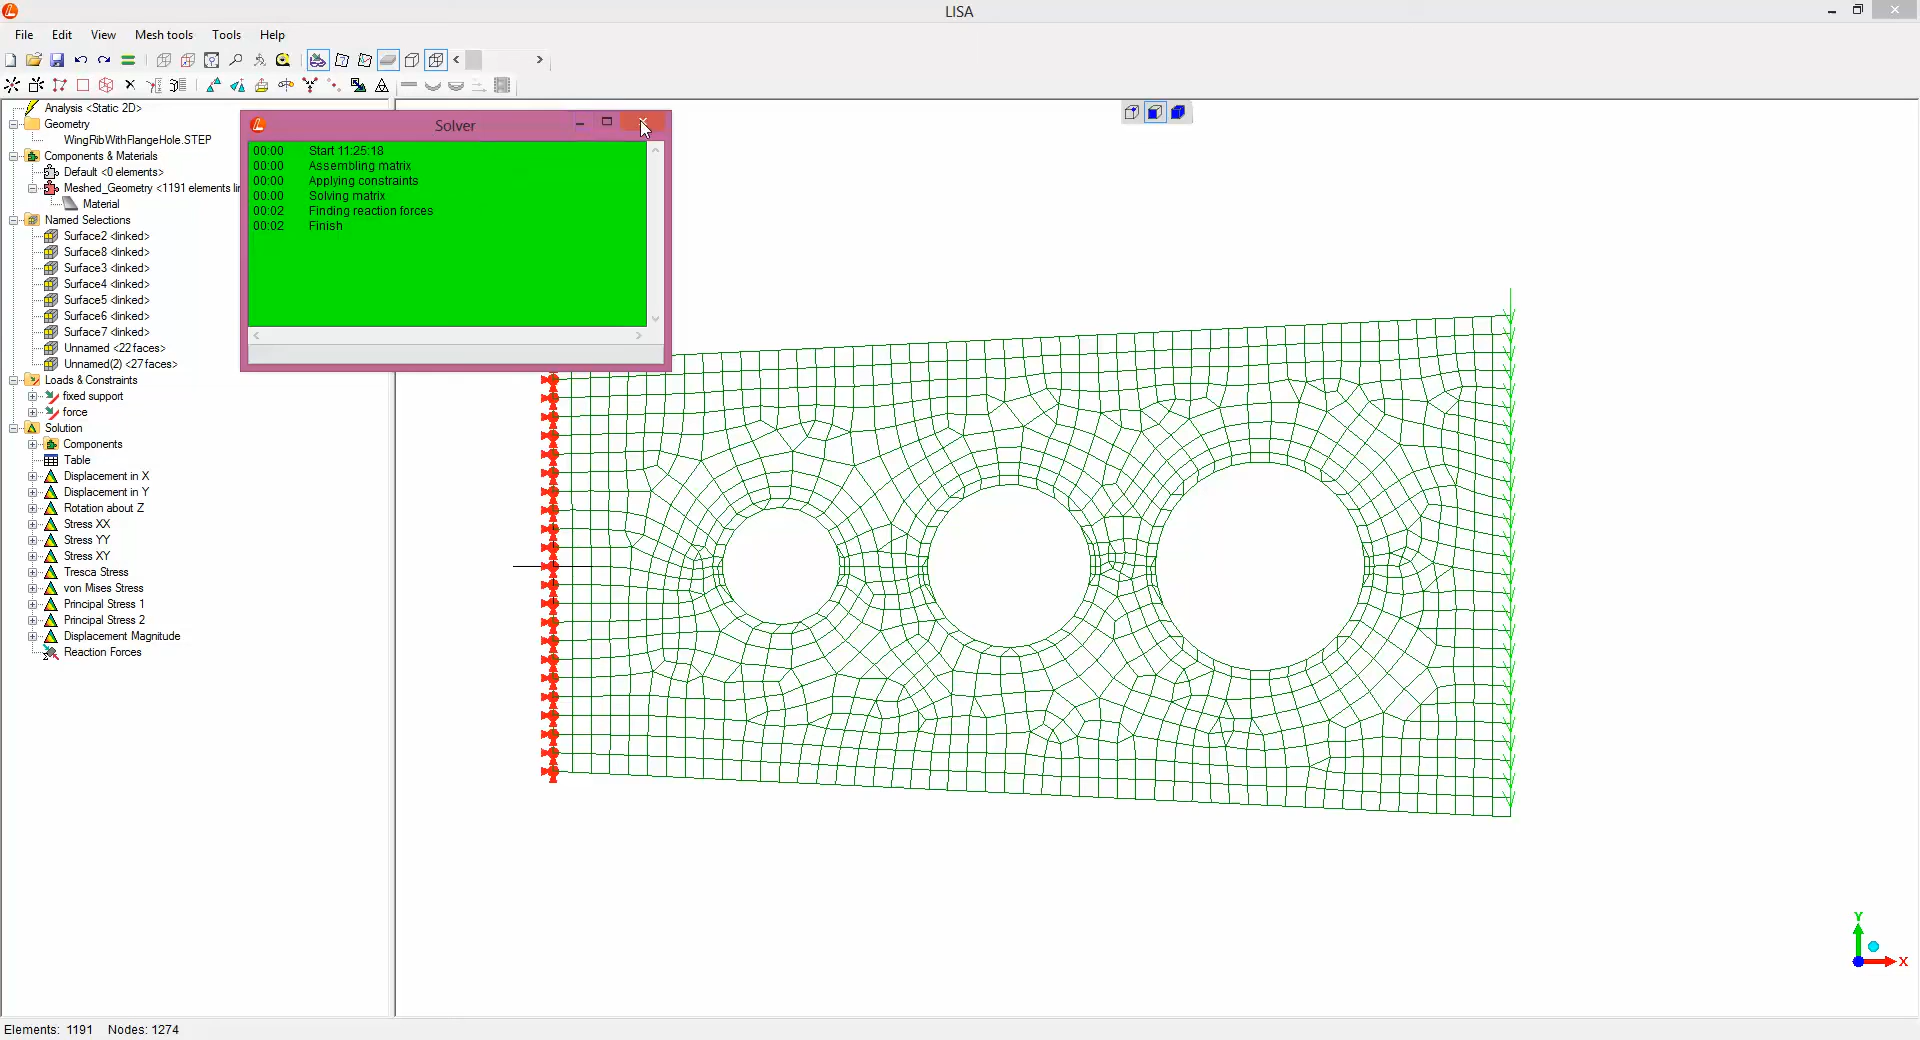 LISA
File Edit View Mesh tools Tools Help
Analysis <Static 2D>
Geometry
WingRibWithFlangeHole.STEP
Components & Materials
Default <0 elements>
Meshed_Geometry <1191 elements lin
Material
Named Selections
Surface2 <linked>
Surface8 <linked>
Surface3 <linked>
Surface4 <linked>
Surface5 <linked>
Surface6 <linked>
Surface7 <linked>
Unnamed <22 faces>
Unnamed(2) <27 faces>
Loads & Constraints
fixed support
force
Solution
Components
Table
Displacement in X
Displacement in Y
Rotation about Z
Stress XX
Stress YY
Stress XY
Tresca Stress
von Mises Stress
Principal Stress 1
Principal Stress 2
Displacement Magnitude
Reaction Forces
Solver
00:00 Start 11:25:18
00:00 Assembling matrix
00:00 Applying constraints
00:00 Solving matrix
00:02 Finding reaction forces
00:02 Finish
Y
X
Elements: 1191 Nodes: 1274